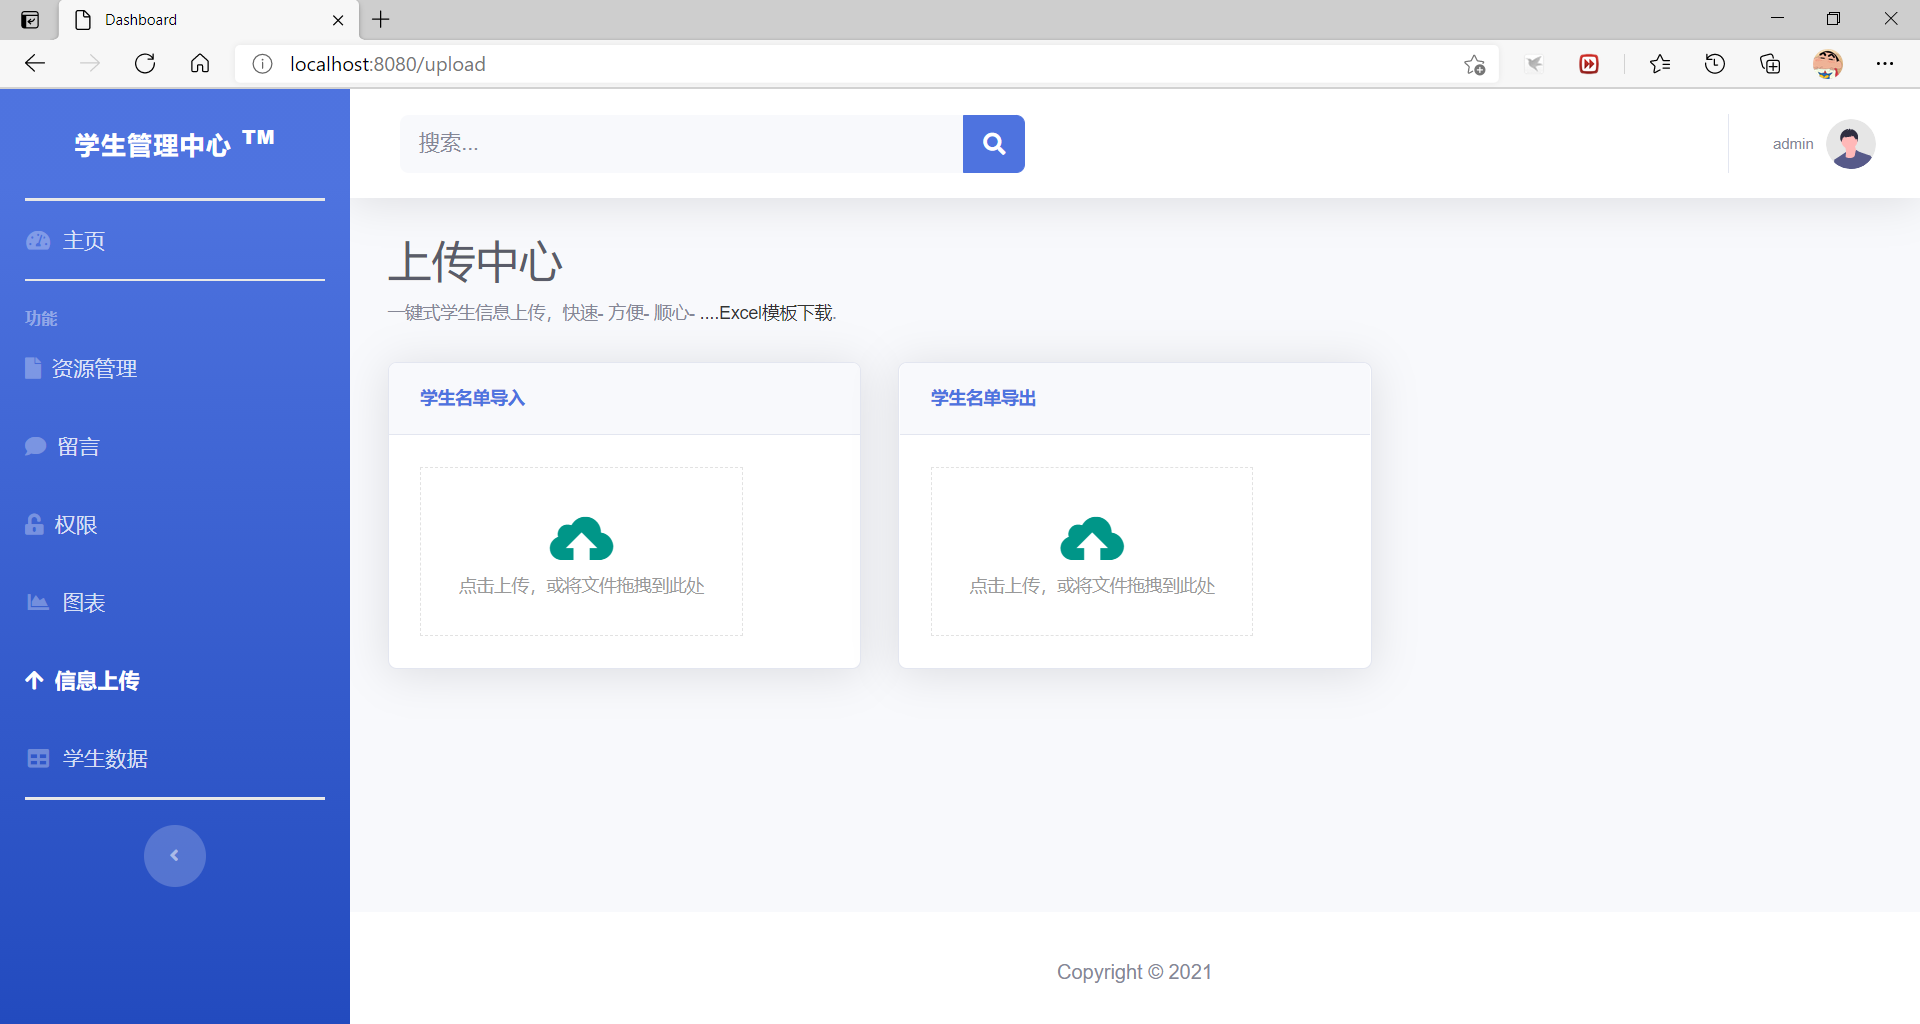 Dashboard
localhost:8080/upload
学生管理中心 TM
主页
功能
资源管理
留言
权限
图表
信息上传
学生数据
搜索...
admin
上传中心
一键式学生信息上传，快速- 方便- 顺心- ....Excel模板下载.
学生名单导入
点击上传，或将文件拖拽到此处
学生名单导出
点击上传，或将文件拖拽到此处
Copyright © 2021